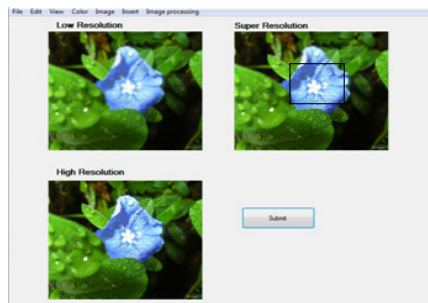 File Edit View Color Image Insert Image processing
Low Resolution
Super Resolution
High Resolution
Submit